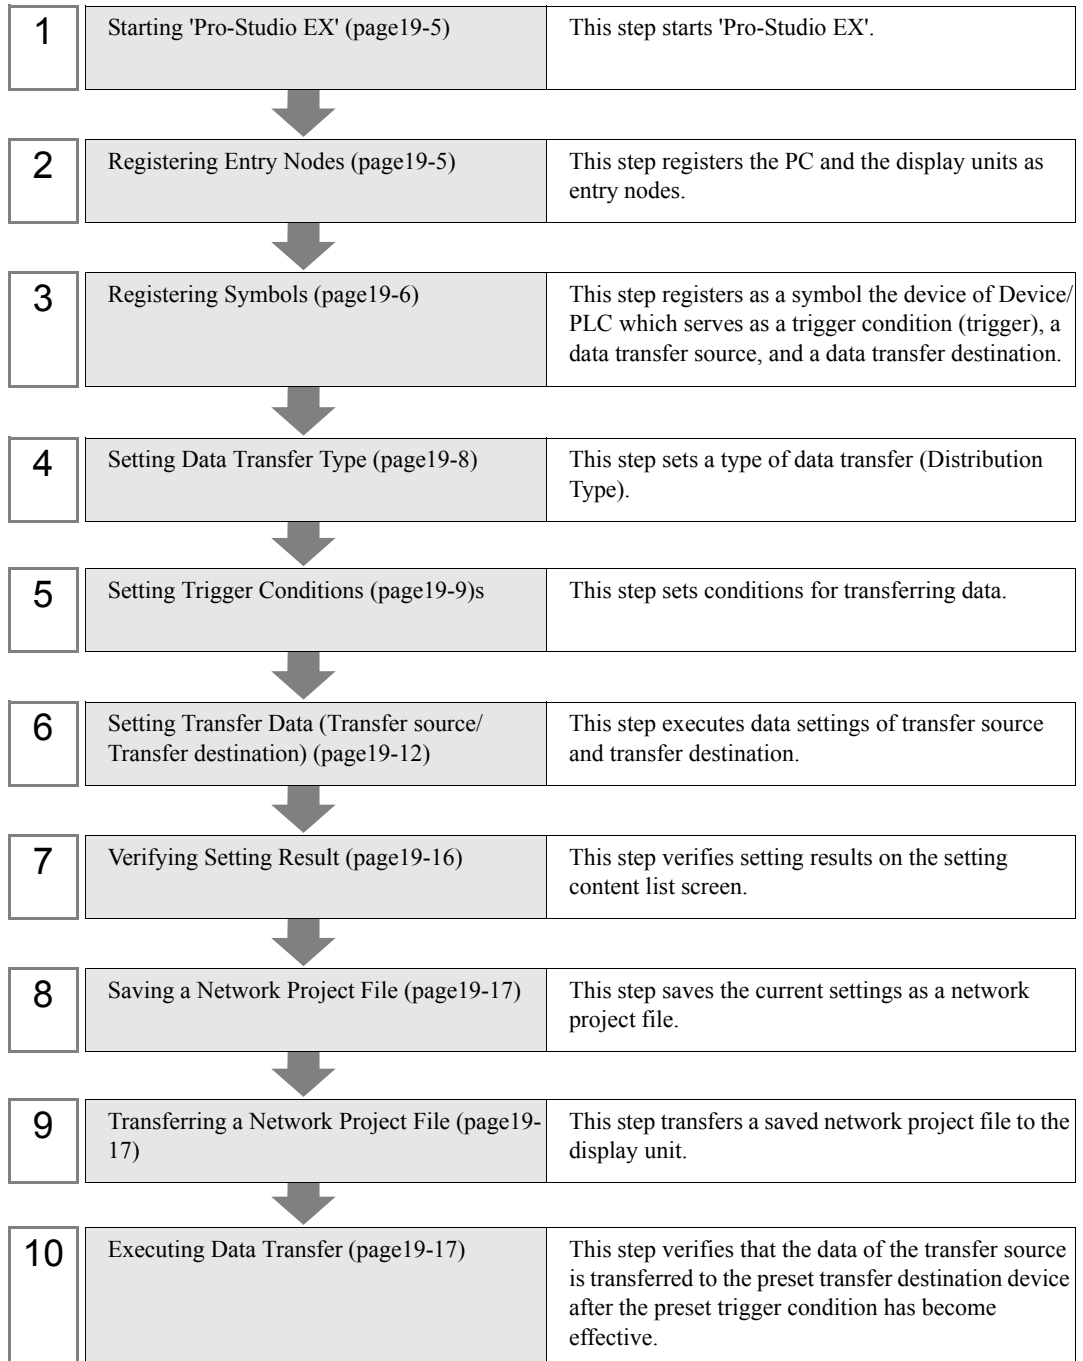 1
Starting 'Pro-Studio EX' (page19-5)
This step starts 'Pro-Studio EX'.
2
Registering Entry Nodes (page19-5)
This step registers the PC and the display units as
entry nodes.
3
Registering Symbols (page19-6)
This step registers as a symbol the device of Device/
PLC which serves as a trigger condition (trigger), a
data transfer source, and a data transfer destination.
4
Setting Data Transfer Type (page19-8)
This step sets a type of data transfer (Distribution
Type).
5
Setting Trigger Conditions (page19-9)s
This step sets conditions for transferring data.
6
Setting Transfer Data (Transfer source/
Transfer destination) (page19-12)
This step executes data settings of transfer source
and transfer destination.
7
Verifying Setting Result (page19-16)
This step verifies setting results on the setting
content list screen.
8
Saving a Network Project File (page19-17)
This step saves the current settings as a network
project file.
9
Transferring a Network Project File (page19-
17)
This step transfers a saved network project file to the
display unit.
10
Executing Data Transfer (page19-17)
This step verifies that the data of the transfer source
is transferred to the preset transfer destination device
after the preset trigger condition has become
effective.